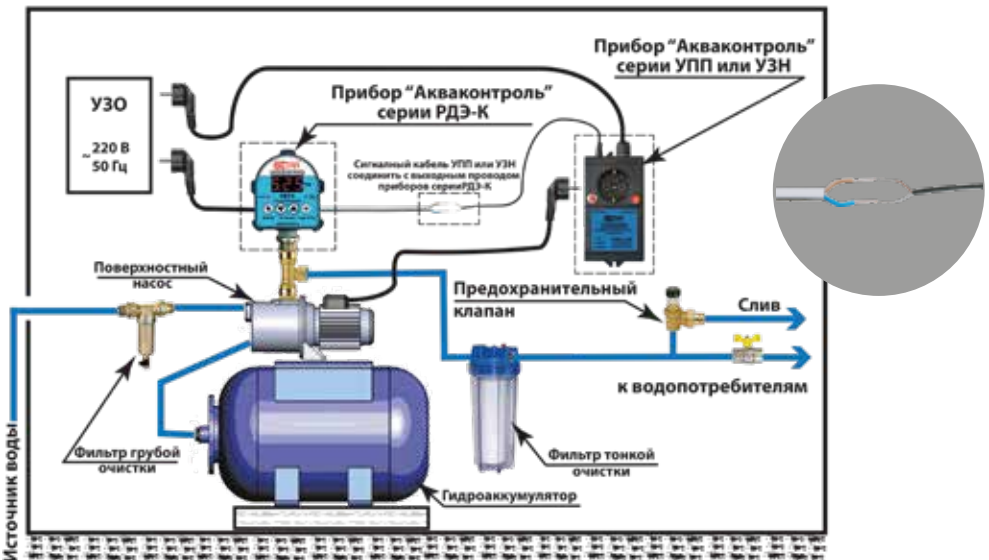 Прибор "Акваконтроль"
серии УПП или УЗН
УЗО
~220 В
50 Гц
Прибор "Акваконтроль"
серии РДЭ-К
Сигналный кабель УПП или УЗН
соединить с выходным проводом
приборов серииРДЭ-К
Поверхностный
насос
Предохранительный
клапан
Слив
к водопотребителям
Источник воды
Фильтр грубой
очистки
Фильтр тонкой
очистки
Гидроаккумулятор